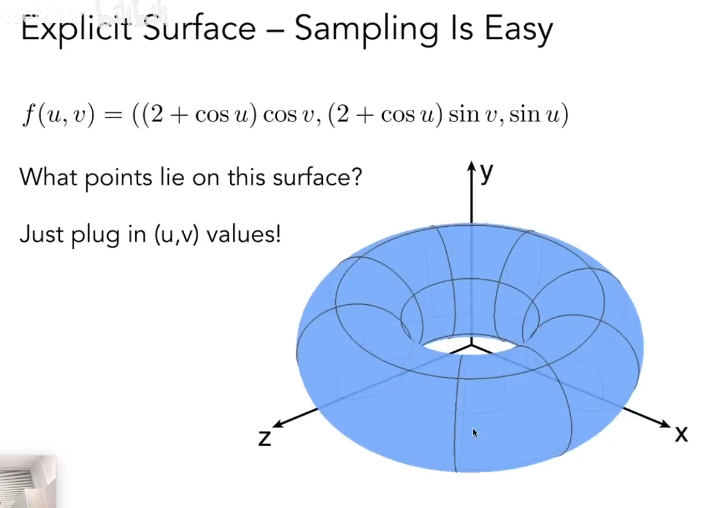 Explicit Surface – Sampling Is Easy
f(u, v) = ((2 + cos u) cos v, (2 + cos u) sin v, sin u)
What points lie on this surface?
y
Just plug in (u,v) values!
z
x